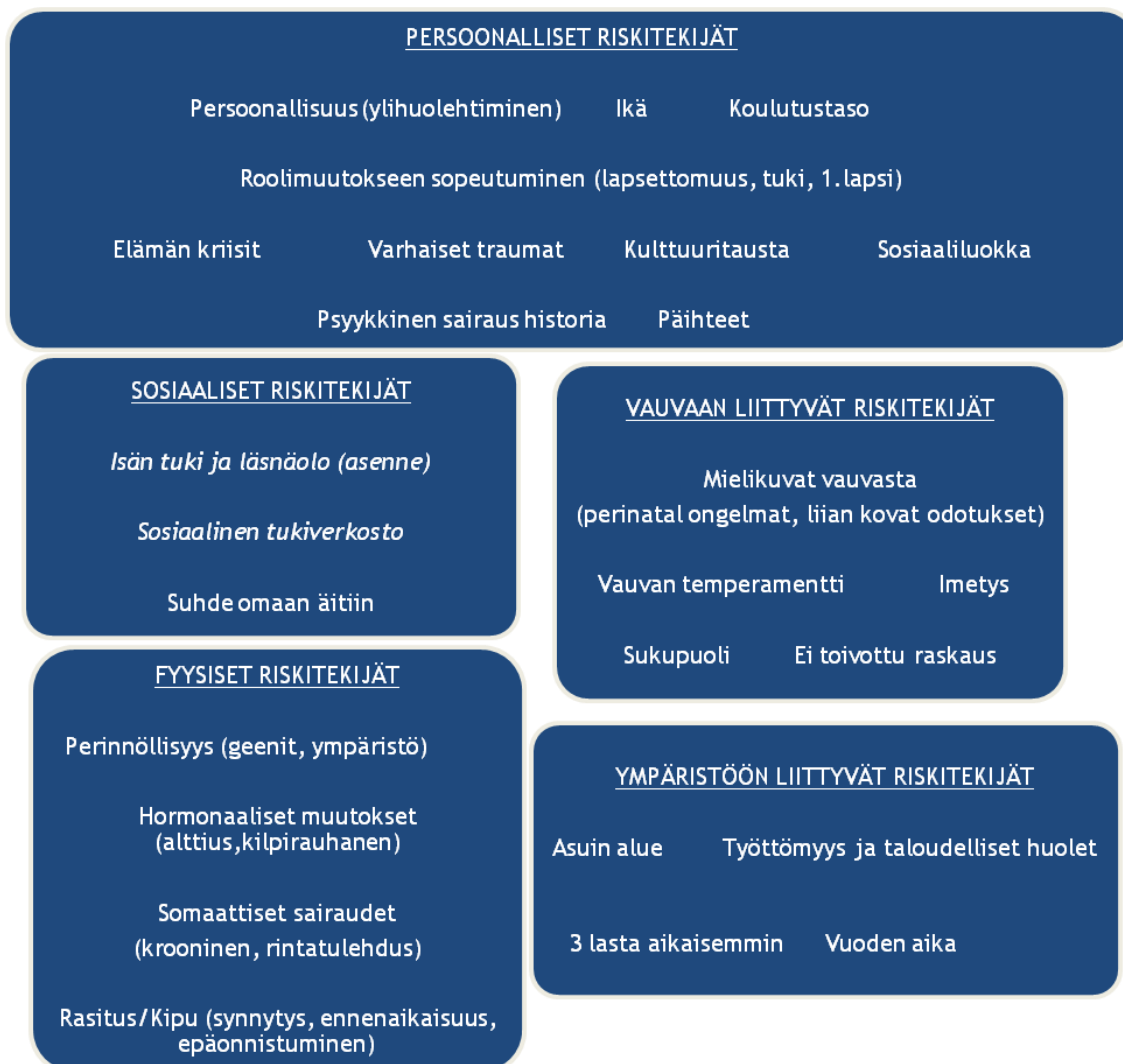 PERSOONALLISET RISKITEKIJÄT
Persoonallisuus (ylihuolehtiminen) Ikä Koulutustaso
Roolimuutokseen sopeutuminen (lapsettomuus, tuki, 1.lapsi)
Elämän kriisit Varhaiset traumat Kulttuuritausta Sosiaaliluokka
Psyykkinen sairaus historia Päihteet
SOSIAALISET RISKITEKIJÄT
Isän tuki ja läsnäolo (asenne)
Sosiaalinen tukiverkosto
Suhde omaan äitiin
VAUVAAN LIITTYVÄT RISKITEKIJÄT
Mielikuvat vauvasta
(perinatal ongelmat, liian kovat odotukset)
Vauvan temperamentti Imetys
Sukupuoli Ei toivottu raskaus
FYYSISET RISKITEKIJÄT
Perinnöllisyys (geenit, ympäristö)
Hormonaaliset muutokset
(alttius,kilpirauhanen)
Somaattiset sairaudet
(krooninen, rintatulehdus)
Rasitus/Kipu (synnytys, ennenaikaisuus,
epäonnistuminen)
YMPÄRISTÖÖN LIITTYVÄT RISKITEKIJÄT
Asuin alue Työttömyys ja taloudelliset huolet
3 lasta aikaisemmin Vuoden aika